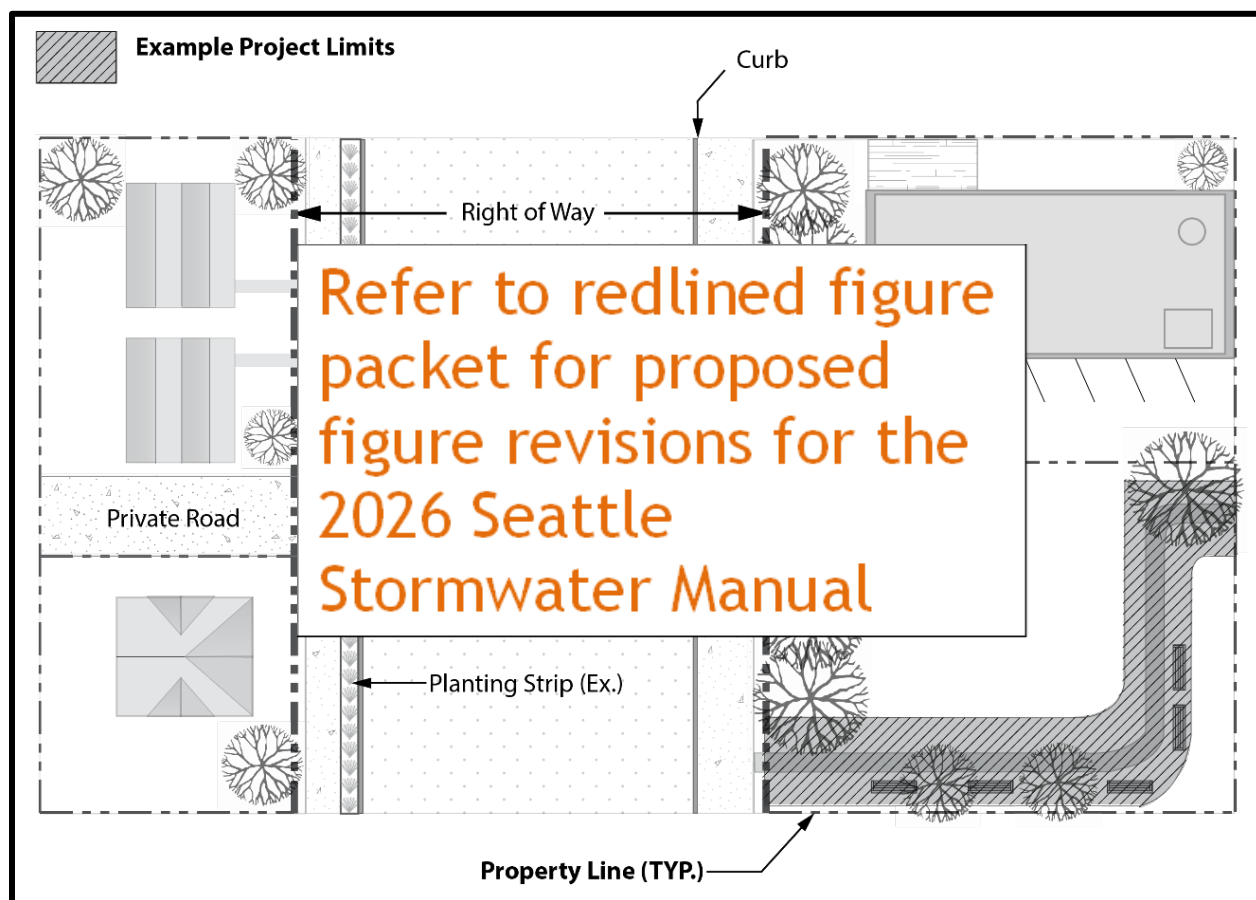 Example Project Limits
Curb
Right of Way
Refer to redlined figure
packet for proposed
figure revisions for the
2026 Seattle
Stormwater Manual
Private Road
Planting Strip (Ex.)
Property Line (TYP.)